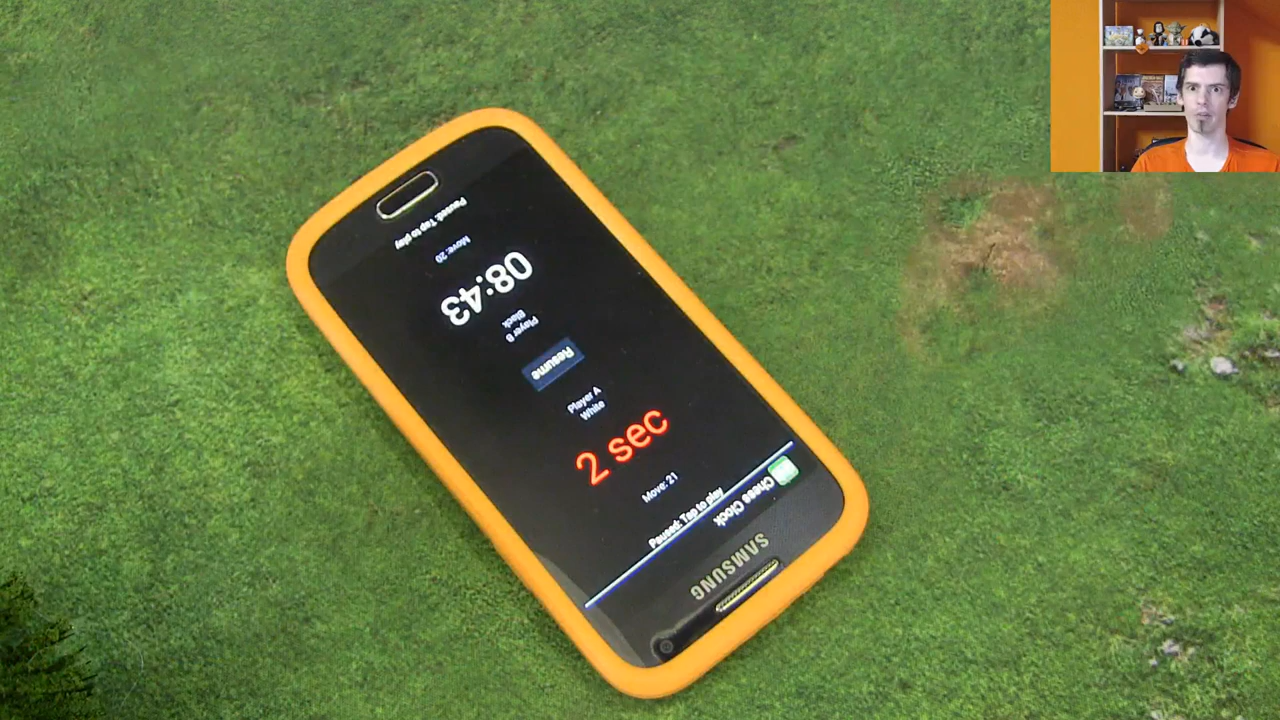 Paused: Tap to play
Move: 20
08:43
Player B
Black
Resume
Player A
White
2 sec
Move: 21
Paused: Tap to play
Chess Clock
SAMSUNG